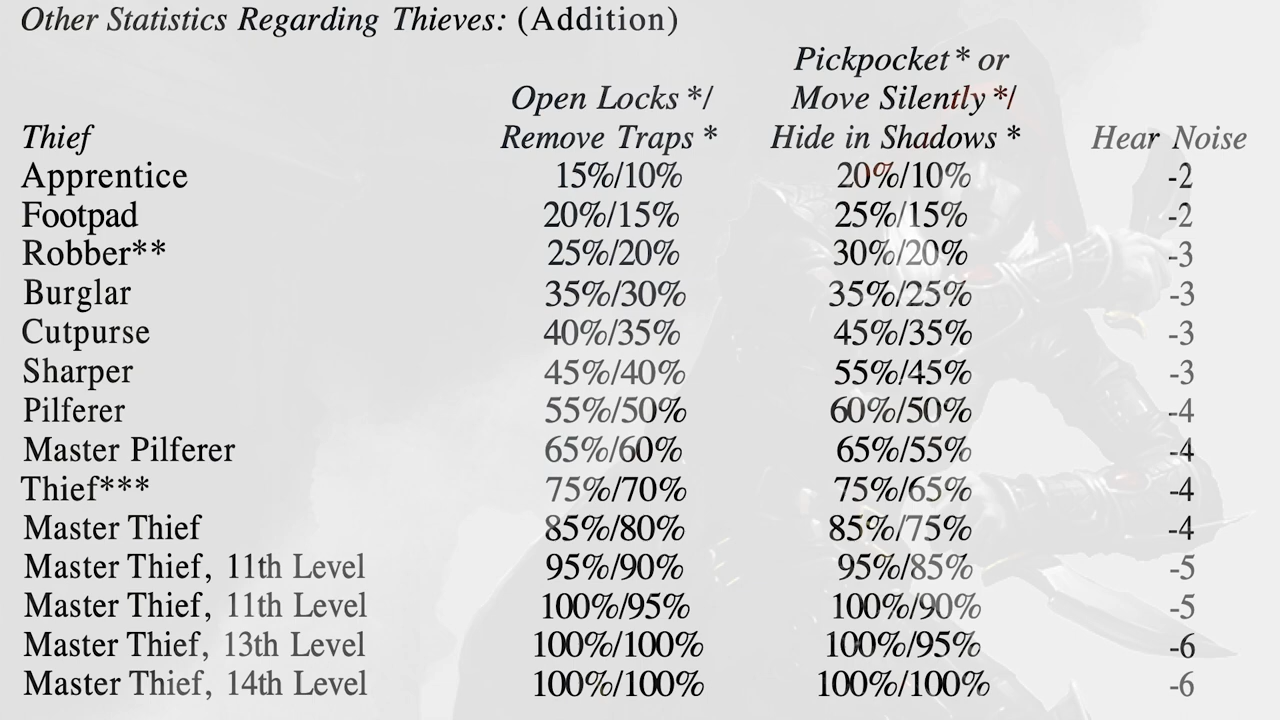 Other Statistics Regarding Thieves: (Addition)
Pickpocket * or
Open Locks */ Move Silently */
Thief Remove Traps * Hide in Shadows * Hear Noise
Apprentice 15%/10% 20%/10% -2
Footpad 20%/15% 25%/15% -2
Robber** 25%/20% 30%/20% -3
Burglar 35%/30% 35%/25% -3
Cutpurse 40%/35% 45%/35% -3
Sharper 45%/40% 55%/45% -3
Pilferer 55%/50% 60%/50% -4
Master Pilferer 65%/60% 65%/55% -4
Thief*** 75%/70% 75%/65% -4
Master Thief 85%/80% 85%/75% -4
Master Thief, 11th Level 95%/90% 95%/85% -5
Master Thief, 11th Level 100%/95% 100%/90% -5
Master Thief, 13th Level 100%/100% 100%/95% -6
Master Thief, 14th Level 100%/100% 100%/100% -6